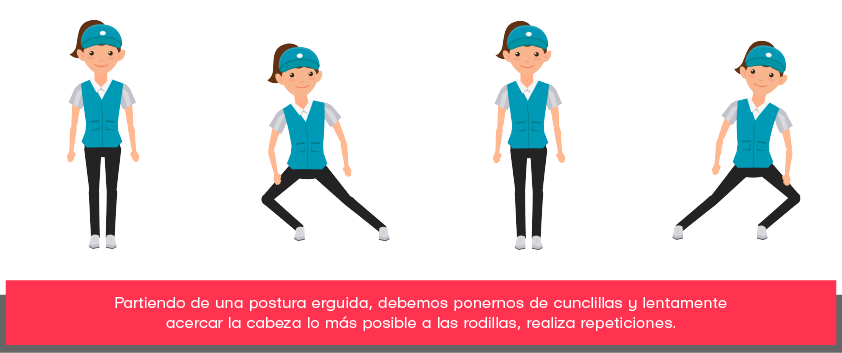 Partiendo de una postura erguida, debemos ponernos de cunclillas y lentamente
acercar la cabeza lo más posible a las rodillas, realiza repeticiones.